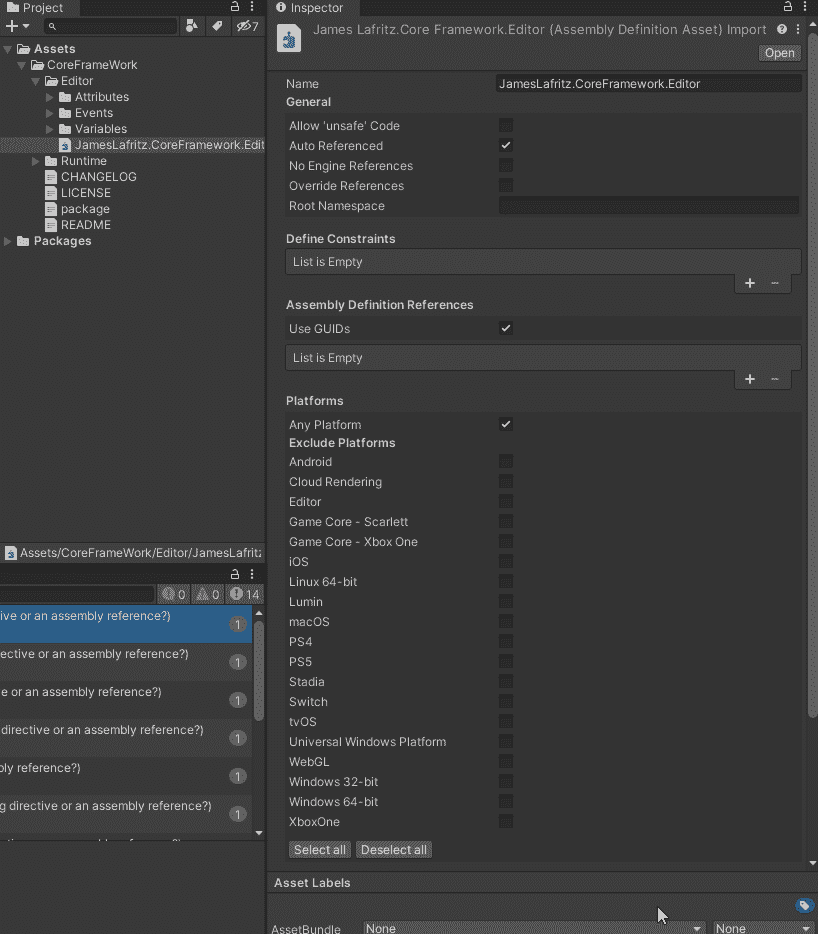 Project
7
Assets
CoreFrameWork
Editor
Attributes
Events
Variables
JamesLafritz.CoreFramework.Edit
Runtime
CHANGELOG
LICENSE
package
README
Packages
Assets/CoreFrameWork/Editor/JamesLafritz
0 0 14
ive or an assembly reference?) 1
ective or an assembly reference?) 1
e or an assembly reference?) 1
directive or an assembly reference?) 1
bly reference?) 1
g directive or an assembly reference?) 1
Inspector
James Lafritz.Core Framework.Editor (Assembly Definition Asset) Import
Open
Name JamesLafritz.CoreFramework.Editor
General
Allow 'unsafe' Code
Auto Referenced
No Engine References
Override References
Root Namespace
Define Constraints
List is Empty
+ −
Assembly Definition References
Use GUIDs
List is Empty
+ −
Platforms
Any Platform
Exclude Platforms
Android
Cloud Rendering
Editor
Game Core - Scarlett
Game Core - Xbox One
iOS
Linux 64-bit
Lumin
macOS
PS4
PS5
Stadia
Switch
tvOS
Universal Windows Platform
WebGL
Windows 32-bit
Windows 64-bit
XboxOne
Select all Deselect all
Asset Labels
AssetBundle None None